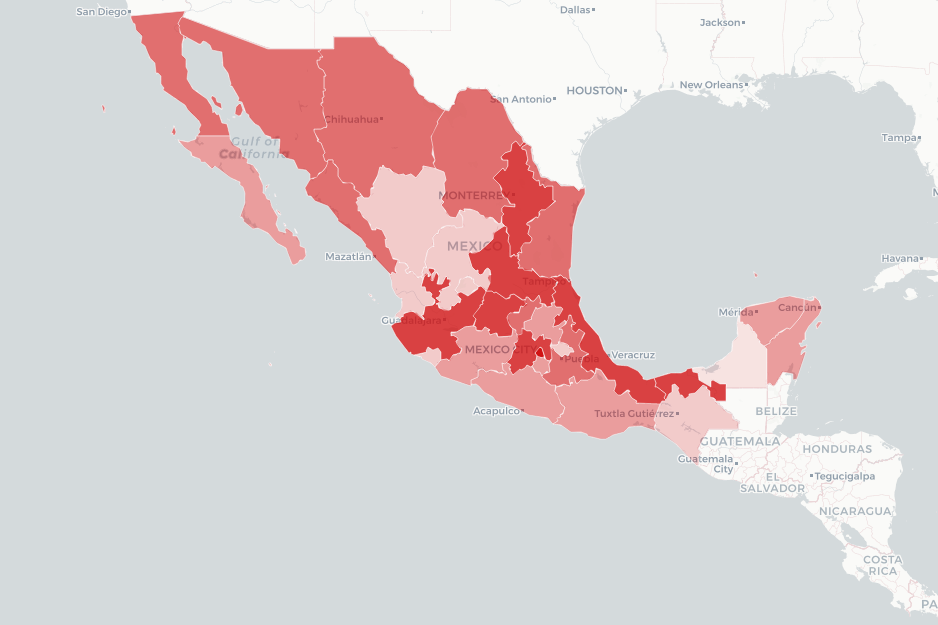 San Diego
Dallas
Jackson
San Antonio
HOUSTON
New Orleans
Chihuahua
Tampa
Gulf of
California
MONTERREY
MEXICO
Mazatlán
Havana
Tampico
Mérida
Cancún
Guadalajara
MEXICO CITY
Puebla
Veracruz
Acapulco
Tuxtla Gutiérrez
BELIZE
GUATEMALA
HONDURAS
Guatemala
City
EL
SALVADOR
Tegucigalpa
NICARAGUA
COSTA
RICA
PA